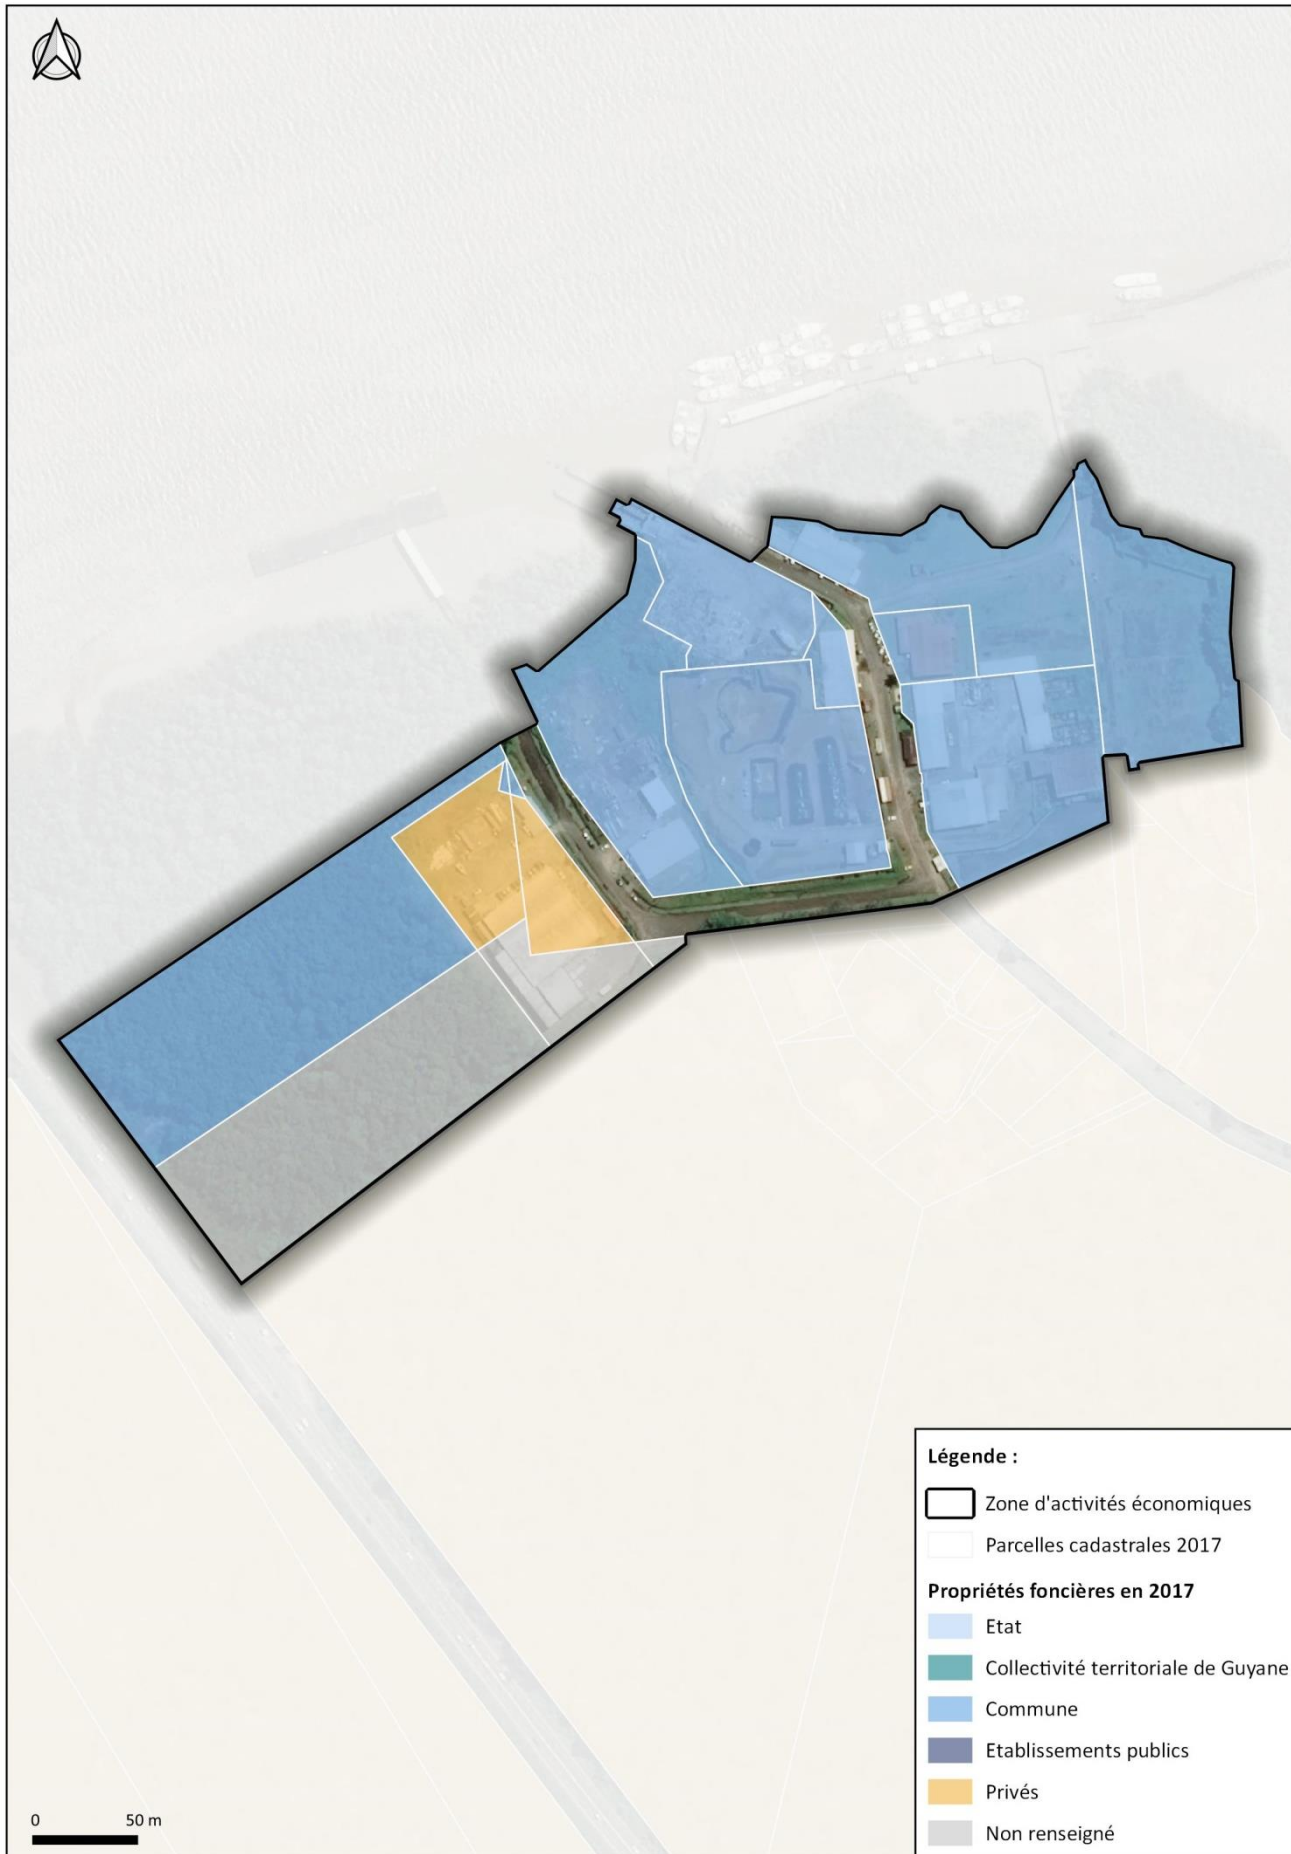 Légende :
Zone d'activités économiques
Parcelles cadastrales 2017
Propriétés foncières en 2017
Etat
Collectivité territoriale de Guyane
Commune
Etablissements publics
Privés
Non renseigné
0 50 m